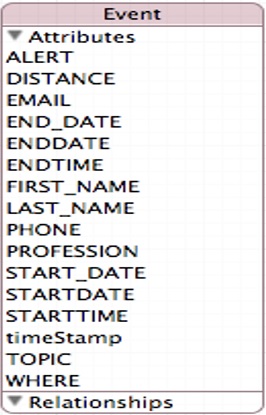 Event
Attributes
ALERT
DISTANCE
EMAIL
END_DATE
ENDDATE
ENDTIME
FIRST_NAME
LAST_NAME
PHONE
PROFESSION
START_DATE
STARTDATE
STARTTIME
timeStamp
TOPIC
WHERE
Relationships